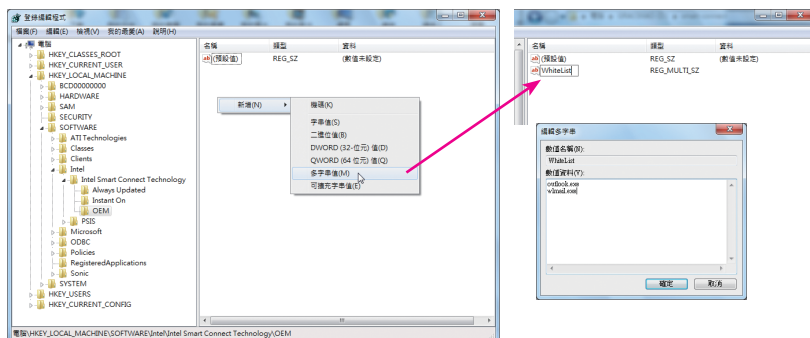 登錄編輯程式
檔案(F) 編輯(E) 檢視(V) 我的最愛(A) 說明(H)
電腦
HKEY_CLASSES_ROOT
HKEY_CURRENT_USER
HKEY_LOCAL_MACHINE
BCD00000000
HARDWARE
SAM
SECURITY
SOFTWARE
ATI Technologies
Classes
Clients
Intel
Intel Smart Connect Technology
Always Updated
Instant On
OEM
PSIS
Microsoft
ODBC
Policies
RegisteredApplications
Sonic
SYSTEM
HKEY_USERS
HKEY_CURRENT_CONFIG
名稱 類型 資料
(預設值) REG_SZ (數值未設定)
新增(N)
機碼(K)
字串值(S)
二進位值(B)
DWORD (32-位元) 值(D)
QWORD (64 位元) 值(Q)
多字串值(M)
可擴充字串值(E)
電腦\HKEY_LOCAL_MACHINE\SOFTWARE\Intel\Intel Smart Connect Technology\OEM
名稱 類型 資料
(預設值) REG_SZ (數值未設定)
WhiteList REG_MULTI_SZ
編輯多字串
數值名稱(N):
WhiteList
數值資料(V):
outlook.exe
wlmail.exe
確定 取消